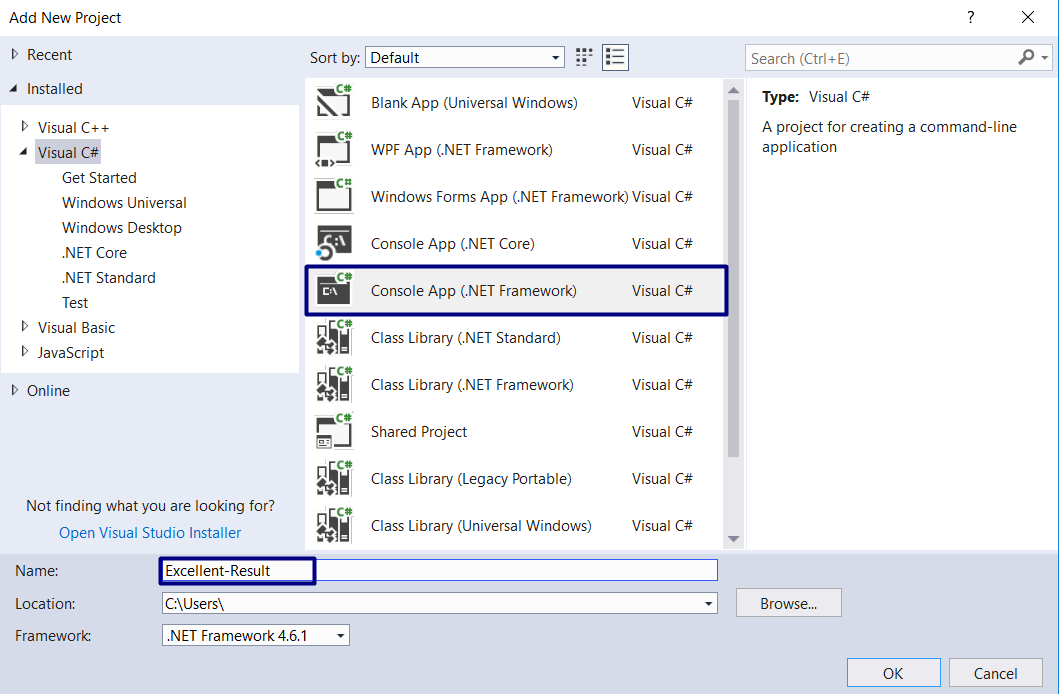 Add New Project
?
Recent
Installed
Visual C++
Visual C#
Get Started
Windows Universal
Windows Desktop
.NET Core
.NET Standard
Test
Visual Basic
JavaScript
Online
Not finding what you are looking for?
Open Visual Studio Installer
Sort by: Default
C# Blank App (Universal Windows) Visual C#
C# WPF App (.NET Framework) Visual C#
C# Windows Forms App (.NET Framework) Visual C#
C:\ Console App (.NET Core) Visual C#
C# C:\ Console App (.NET Framework) Visual C#
C# Class Library (.NET Standard) Visual C#
C# Class Library (.NET Framework) Visual C#
C# Shared Project Visual C#
C# Class Library (Legacy Portable) Visual C#
C# Class Library (Universal Windows) Visual C#
Search (Ctrl+E)
Type: Visual C#
A project for creating a command-line
application
Name: Excellent-Result
Location: C:\Users\ Browse...
Framework: .NET Framework 4.6.1
OK Cancel